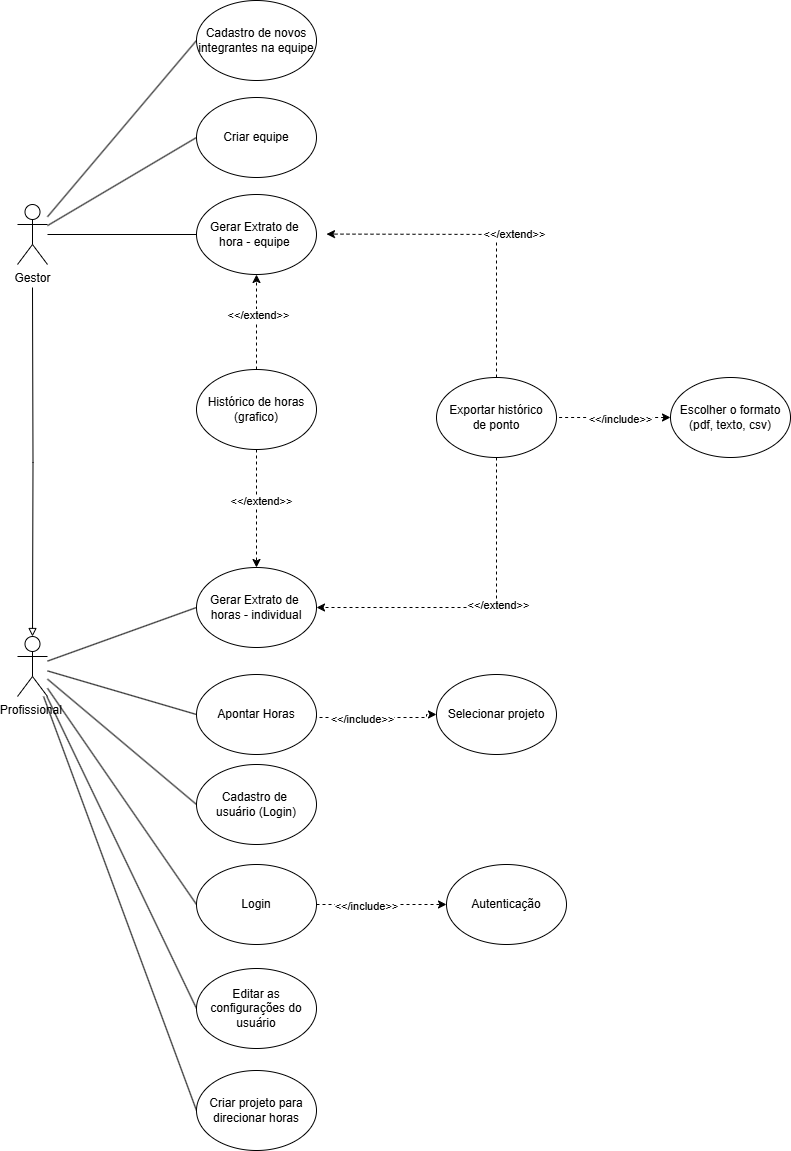 Cadastro de novos
integrantes na equipe
Criar equipe
Gestor
Gerar Extrato de
hora - equipe
<</extend>>
<</extend>>
Histórico de horas
(grafico)
Exportar histórico
de ponto
<</include>>
Escolher o formato
(pdf, texto, csv)
<</extend>>
Gerar Extrato de
horas - individual
<</extend>>
Profissional
Apontar Horas
<</include>>
Selecionar projeto
Cadastro de
usuário (Login)
Login
<</include>>
Autenticação
Editar as
configurações do
usuário
Criar projeto para
direcionar horas